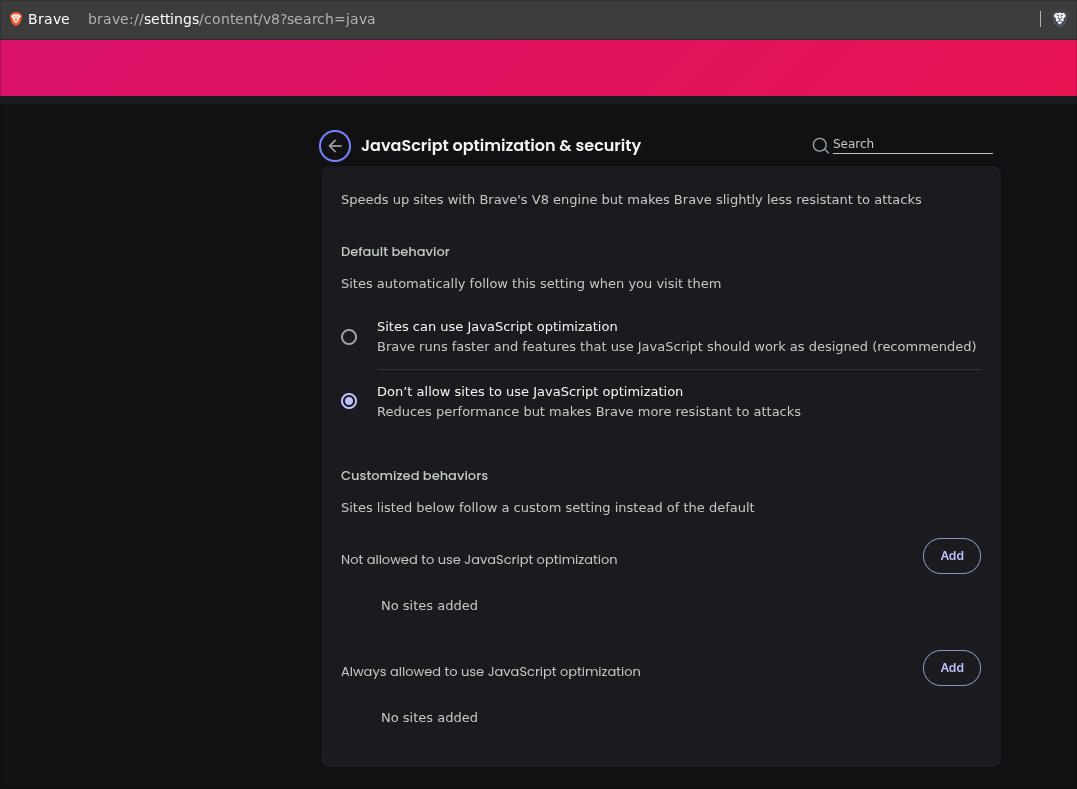 Brave brave://settings/content/v8?search=java
JavaScript optimization & security
Search
Speeds up sites with Brave's V8 engine but makes Brave slightly less resistant to attacks
Default behavior
Sites automatically follow this setting when you visit them
Sites can use JavaScript optimization
Brave runs faster and features that use JavaScript should work as designed (recommended)
Don’t allow sites to use JavaScript optimization
Reduces performance but makes Brave more resistant to attacks
Customized behaviors
Sites listed below follow a custom setting instead of the default
Not allowed to use JavaScript optimization
Add
No sites added
Always allowed to use JavaScript optimization
Add
No sites added